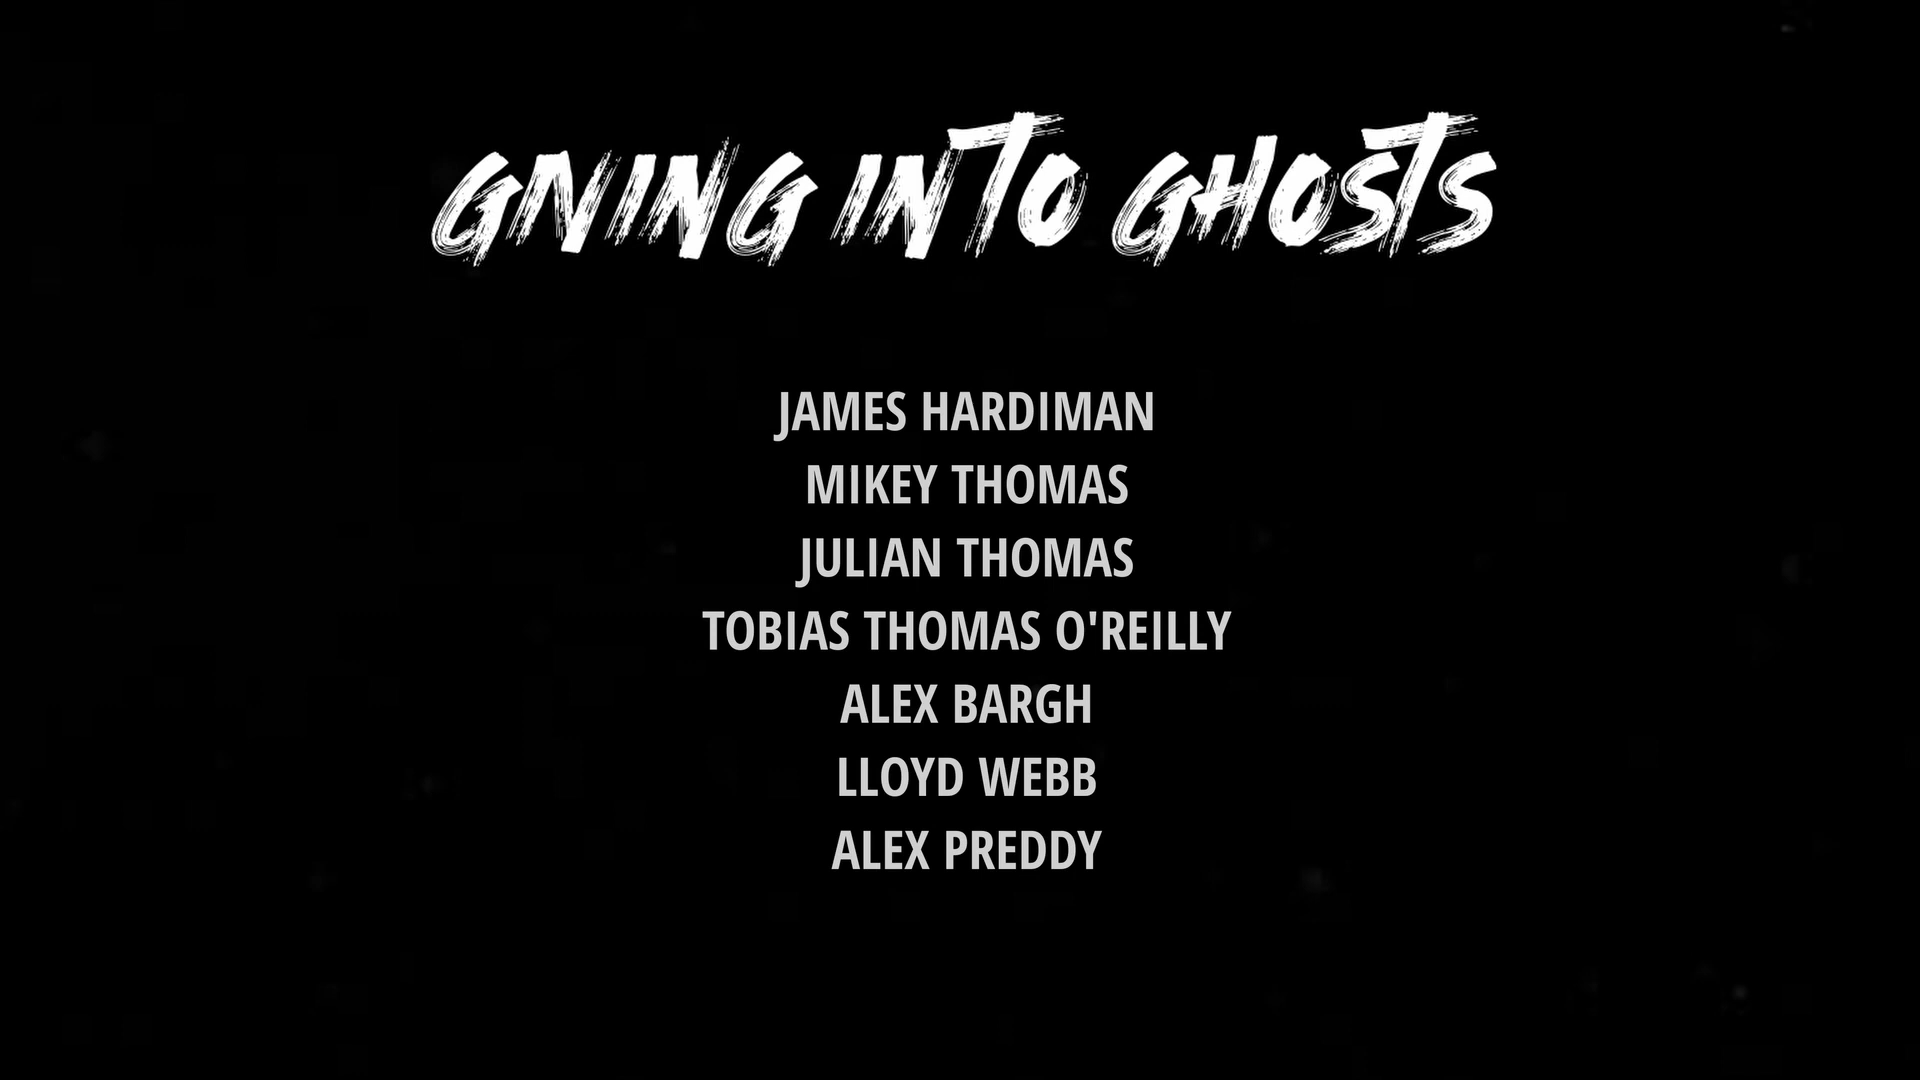 GIVING INTO GHOSTS
JAMES HARDIMAN
MIKEY THOMAS
JULIAN THOMAS
TOBIAS THOMAS O'REILLY
ALEX BARGH
LLOYD WEBB
ALEX PREDDY